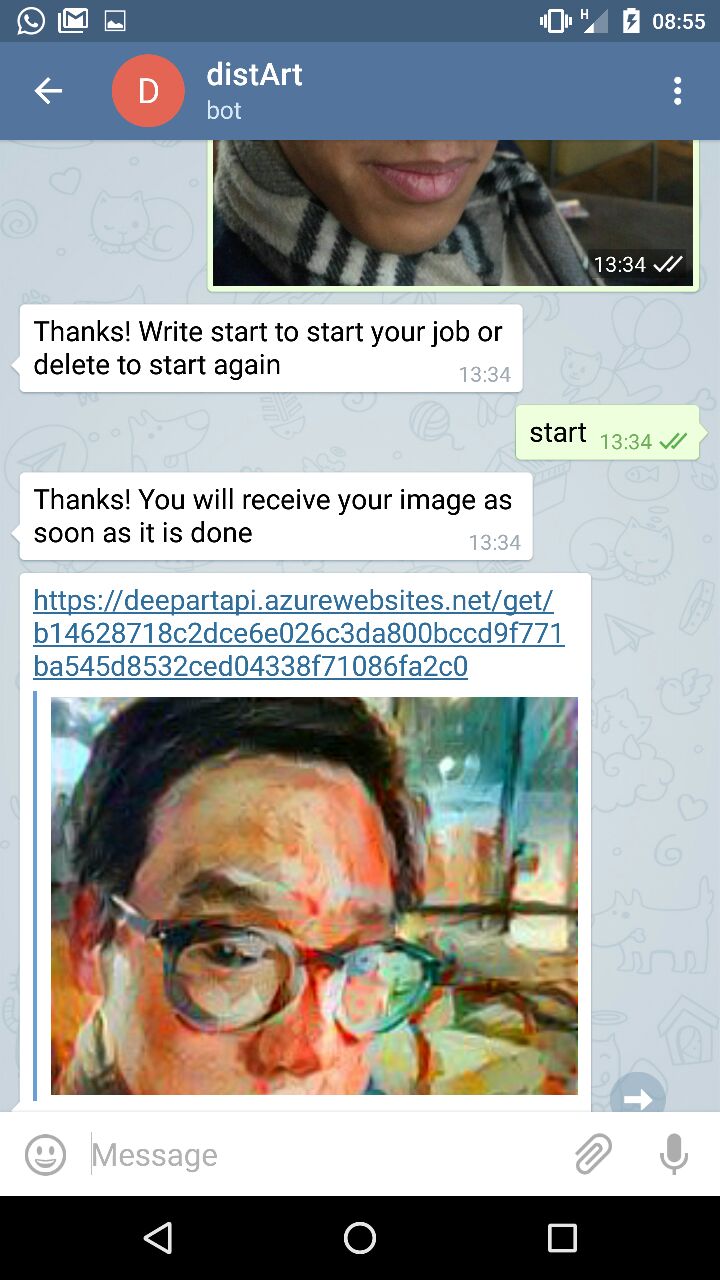 H
08:55
D
distArt
bot
13:34
Thanks! Write start to start your job or
delete to start again
13:34
start
13:34
Thanks! You will receive your image as
soon as it is done
13:34
https://deepartapi.azurewebsites.net/get/
b14628718c2dce6e026c3da800bccd9f771
ba545d8532ced04338f71086fa2c0
Message